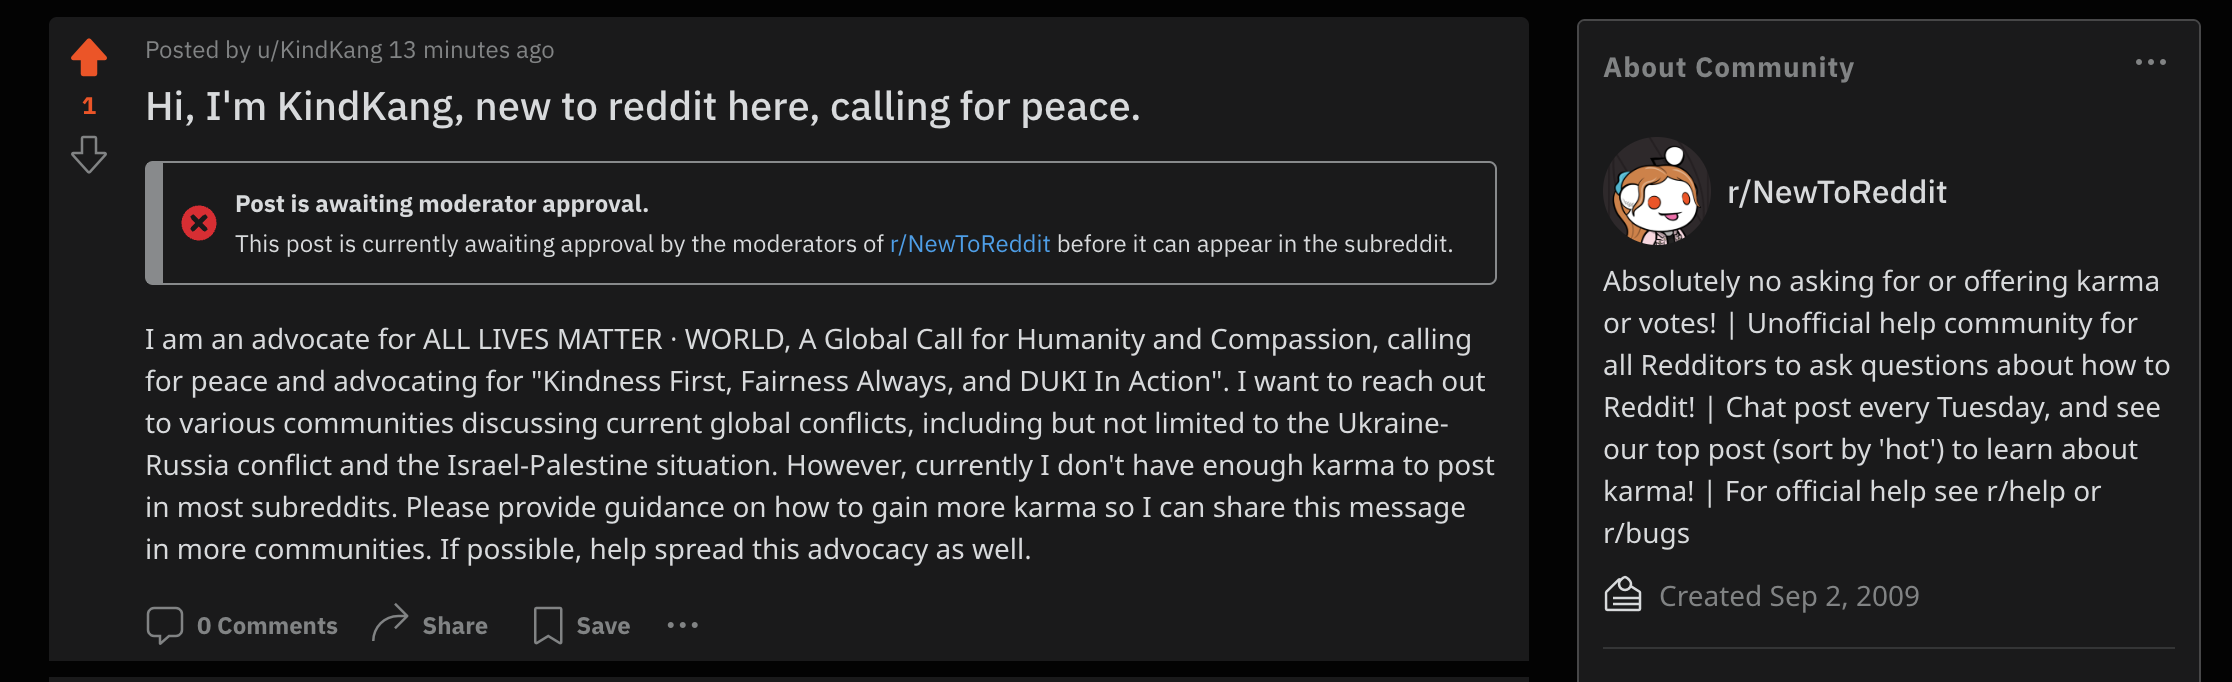 Posted by u/KindKang 13 minutes ago
1
Hi, I'm KindKang, new to reddit here, calling for peace.
Post is awaiting moderator approval.
This post is currently awaiting approval by the moderators of r/NewToReddit before it can appear in the subreddit.
I am an advocate for ALL LIVES MATTER · WORLD, A Global Call for Humanity and Compassion, calling
for peace and advocating for "Kindness First, Fairness Always, and DUKI In Action". I want to reach out
to various communities discussing current global conflicts, including but not limited to the Ukraine-
Russia conflict and the Israel-Palestine situation. However, currently I don't have enough karma to post
in most subreddits. Please provide guidance on how to gain more karma so I can share this message
in more communities. If possible, help spread this advocacy as well.
0 Comments
Share
Save
About Community
r/NewToReddit
Absolutely no asking for or offering karma
or votes! | Unofficial help community for
all Redditors to ask questions about how to
Reddit! | Chat post every Tuesday, and see
our top post (sort by 'hot') to learn about
karma! | For official help see r/help or
r/bugs
Created Sep 2, 2009